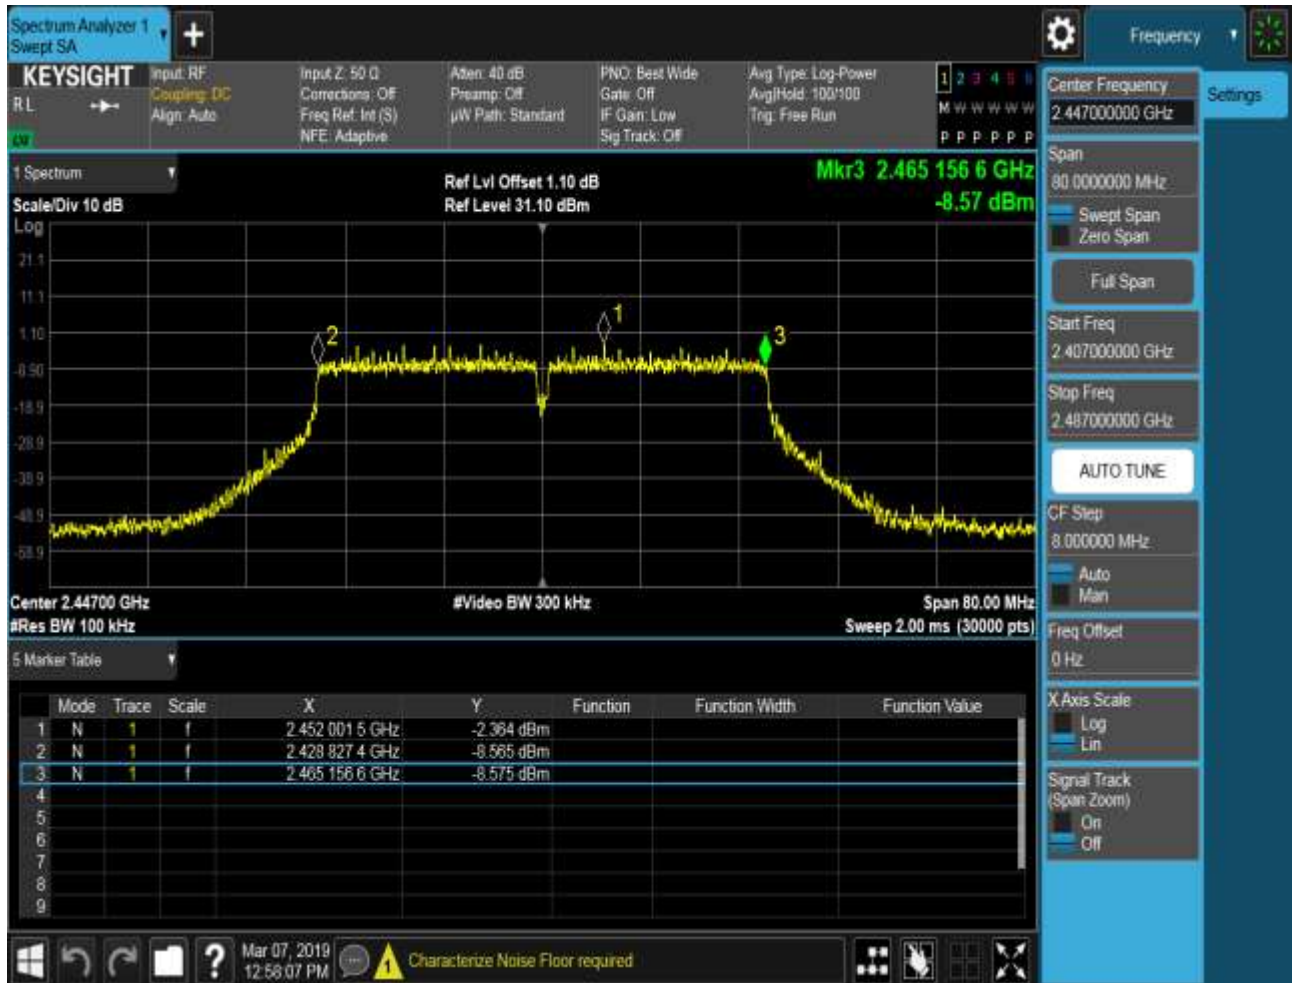 Spectrum Analyzer 1
Swept SA
+
Frequency
KEYSIGHT
RL
Input: RF
Coupling: DC
Align: Auto
Input Z: 50 Ω
Corrections: Off
Freq Ref: Int (S)
NFE: Adaptive
Atten: 40 dB
Preamp: Off
µW Path: Standard
PNO: Best Wide
Gate: Off
IF Gain: Low
Sig Track: Off
Avg Type: Log-Power
Avg|Hold: 100/100
Trig: Free Run
1 2 3 4 5 6
M W W W W W
P P P P P P
1 Spectrum
Scale/Div 10 dB
Log
Ref Lvl Offset 1.10 dB
Ref Level 31.10 dBm
Mkr3 2.465 156 6 GHz
-8.57 dBm
21.1
11.1
1.10
-8.90
-18.9
-28.9
-38.9
-48.9
-58.9
2
1
3
Center 2.44700 GHz
#Res BW 100 kHz
#Video BW 300 kHz
Span 80.00 MHz
Sweep 2.00 ms (30000 pts)
5 Marker Table
Mode Trace Scale X Y Function Function Width Function Value
1 N 1 f 2.452 001 5 GHz -2.364 dBm
2 N 1 f 2.428 827 4 GHz -8.565 dBm
3 N 1 f 2.465 156 6 GHz -8.575 dBm
4
5
6
7
8
9
?
Mar 07, 2019
12:58:07 PM
1
Characterize Noise Floor required
Center Frequency
2.447000000 GHz
Settings
Span
80.0000000 MHz
Swept Span
Zero Span
Full Span
Start Freq
2.407000000 GHz
Stop Freq
2.487000000 GHz
AUTO TUNE
CF Step
8.000000 MHz
Auto
Man
Freq Offset
0 Hz
X Axis Scale
Log
Lin
Signal Track
(Span Zoom)
On
Off